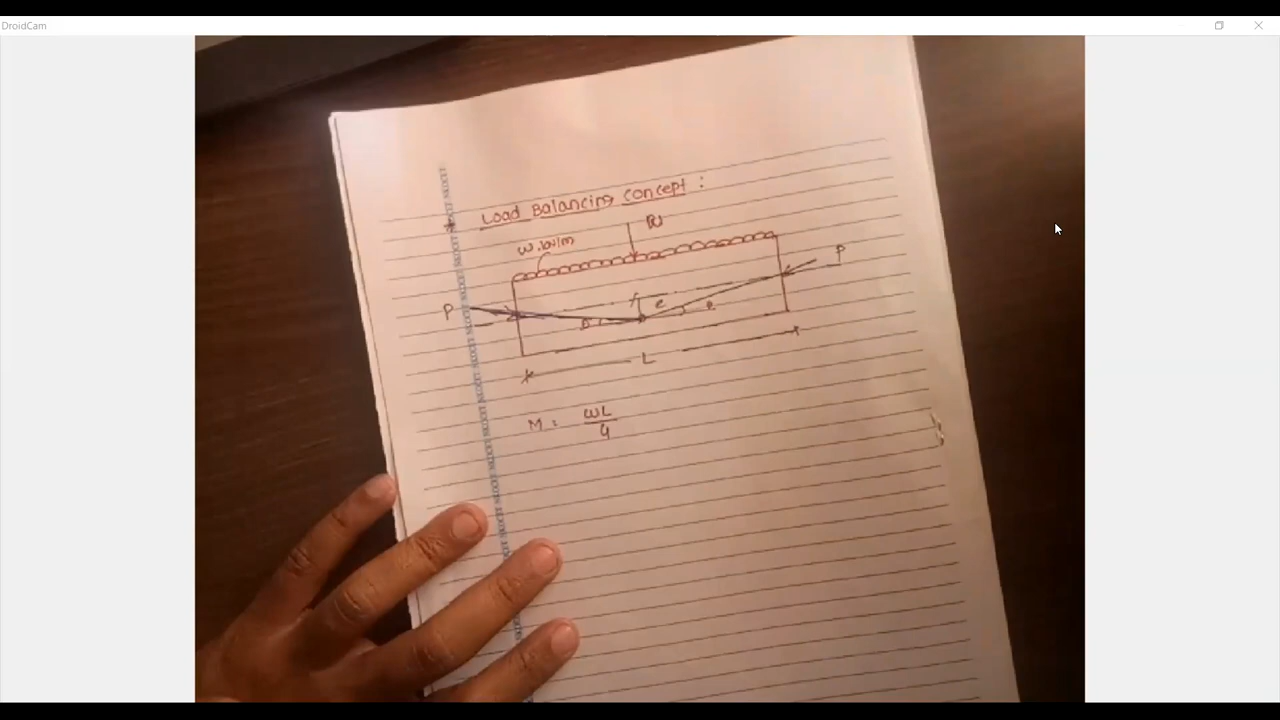 DroidCam
* Load Balancing Concept :
W
w.kN/m
P
P
e
θ
θ
L
M = WL/4